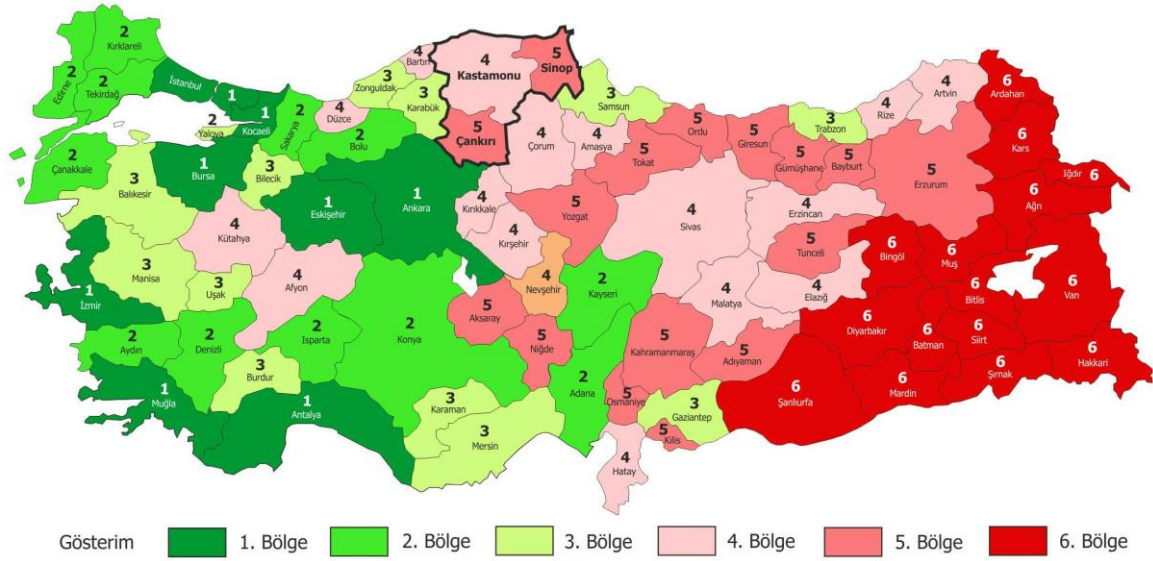 2
Kırklareli
2
Edirne
2
Tekirdağ
İstanbul
1
1
Kocaeli
2
Yalova
2
Sakarya
4
Düzce
3
Zonguldak
4
Bartın
3
Karabük
4
Kastamonu
5
Sinop
5
Çankırı
2
Bolu
2
Çanakkale
3
Balıkesir
1
Bursa
3
Bilecik
1
Eskişehir
1
Ankara
4
Kütahya
3
Manisa
3
Uşak
4
Afyon
1
İzmir
2
Aydın
2
Denizli
2
Isparta
3
Burdur
1
Muğla
1
Antalya
2
Konya
3
Karaman
3
Mersin
4
Kırıkkale
4
Kırşehir
5
Aksaray
4
Nevşehir
5
Niğde
2
Kayseri
2
Adana
5
Yozgat
4
Çorum
4
Amasya
3
Samsun
5
Tokat
5
Ordu
5
Giresun
3
Trabzon
5
Gümüşhane
5
Bayburt
4
Rize
4
Artvin
6
Ardahan
6
Kars
Iğdır 6
6
Ağrı
5
Erzurum
4
Erzincan
4
Sivas
5
Tunceli
6
Bingöl
6
Muş
6
Bitlis
6
Van
4
Malatya
4
Elazığ
6
Diyarbakır
6
Batman
6
Siirt
6
Şırnak
6
Hakkari
6
Mardin
6
Şanlıurfa
5
Adıyaman
5
Kahramanmaraş
5
Osmaniye
3
Gaziantep
5
Kilis
4
Hatay
Gösterim 1. Bölge 2. Bölge 3. Bölge 4. Bölge 5. Bölge 6. Bölge